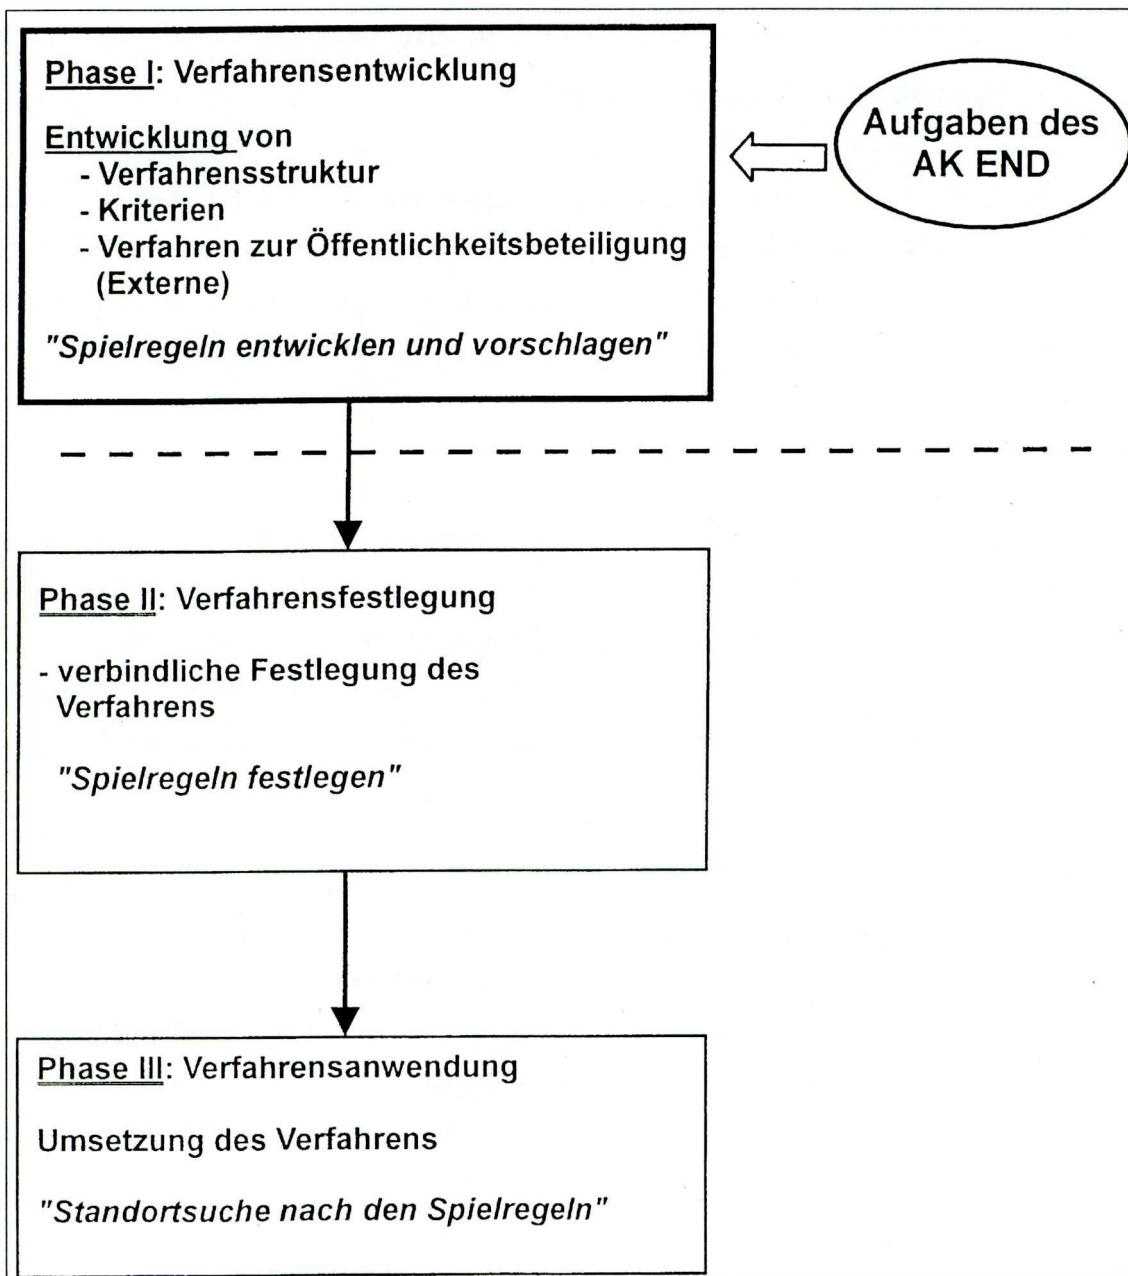 Phase I: Verfahrensentwicklung
Entwicklung von
- Verfahrensstruktur
- Kriterien
- Verfahren zur Öffentlichkeitsbeteiligung
(Externe)
"Spielregeln entwicklen und vorschlagen"
Aufgaben des
AK END
Phase II: Verfahrensfestlegung
- verbindliche Festlegung des
Verfahrens
"Spielregeln festlegen"
Phase III: Verfahrensanwendung
Umsetzung des Verfahrens
"Standortsuche nach den Spielregeln"